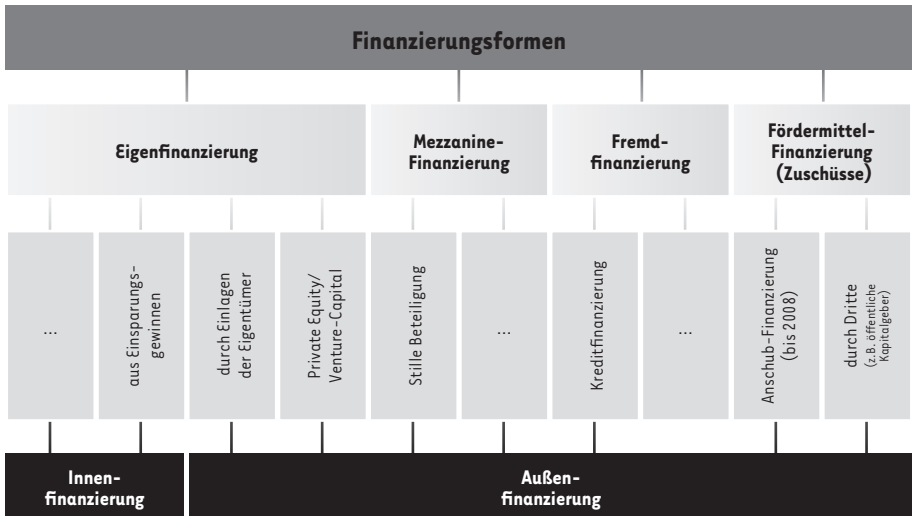 Finanzierungsformen
Eigenfinanzierung
Mezzanine-
Finanzierung
Fremd-
finanzierung
Fördermittel-
Finanzierung
(Zuschüsse)
...
aus Einsparungs-
gewinnen
durch Einlagen
der Eigentümer
Private Equity/
Venture-Capital
Stille Beteiligung
...
Kreditfinanzierung
...
Anschub-Finanzierung
(bis 2008)
durch Dritte
(z.B. öffentliche
Kapitalgeber)
Innen-
finanzierung
Außen-
finanzierung